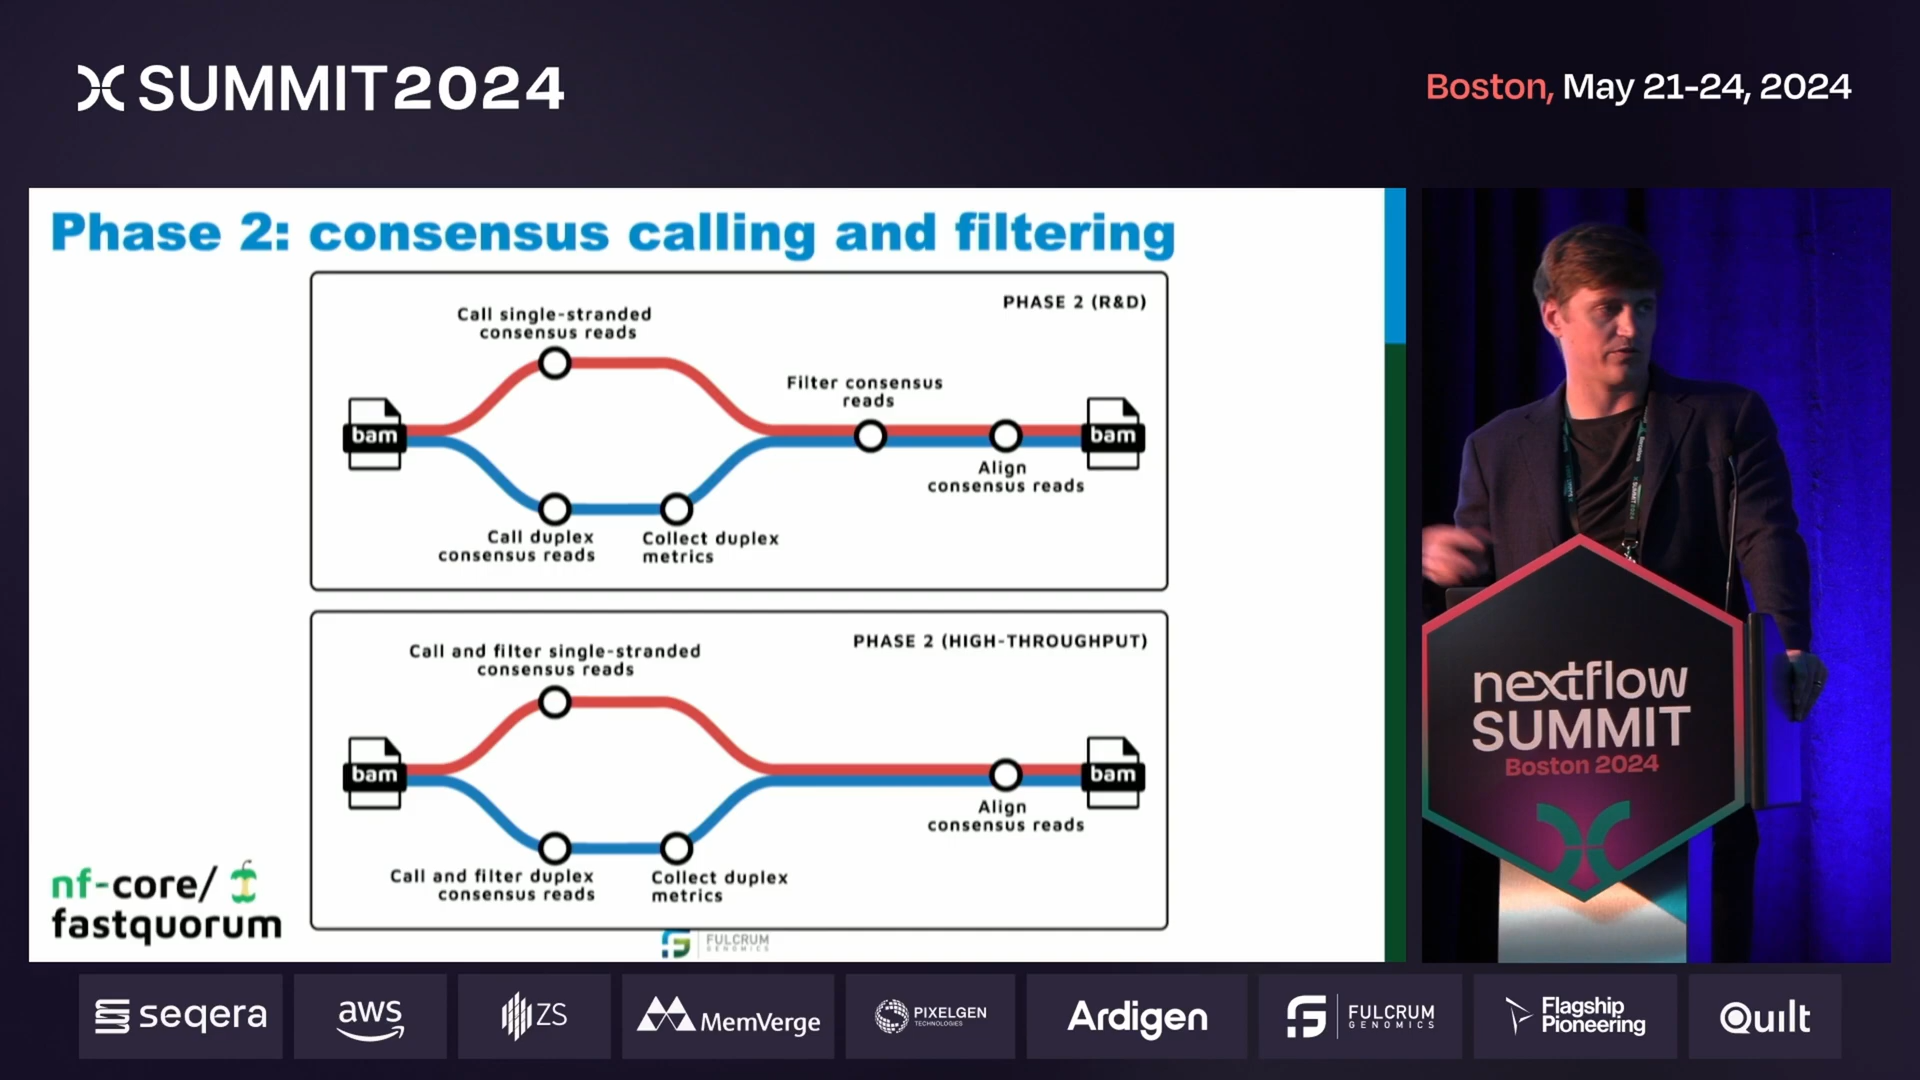 SUMMIT2024
Boston, May 21-24, 2024
Phase 2: consensus calling and filtering
PHASE 2 (R&D)
Call single-stranded
consensus reads
Filter consensus
reads
bam
bam
Align
consensus reads
Call duplex
consensus reads
Collect duplex
metrics
PHASE 2 (HIGH-THROUGHPUT)
Call and filter single-stranded
consensus reads
bam
bam
Align
consensus reads
Call and filter duplex
consensus reads
Collect duplex
metrics
nf-core/
fastquorum
FULCRUM
GENOMICS
nextflow
SUMMIT
Boston 2024
seqera
aws
ZS
MemVerge
PIXELGEN
TECHNOLOGIES
Ardigen
FULCRUM
GENOMICS
Flagship
Pioneering
Quilt